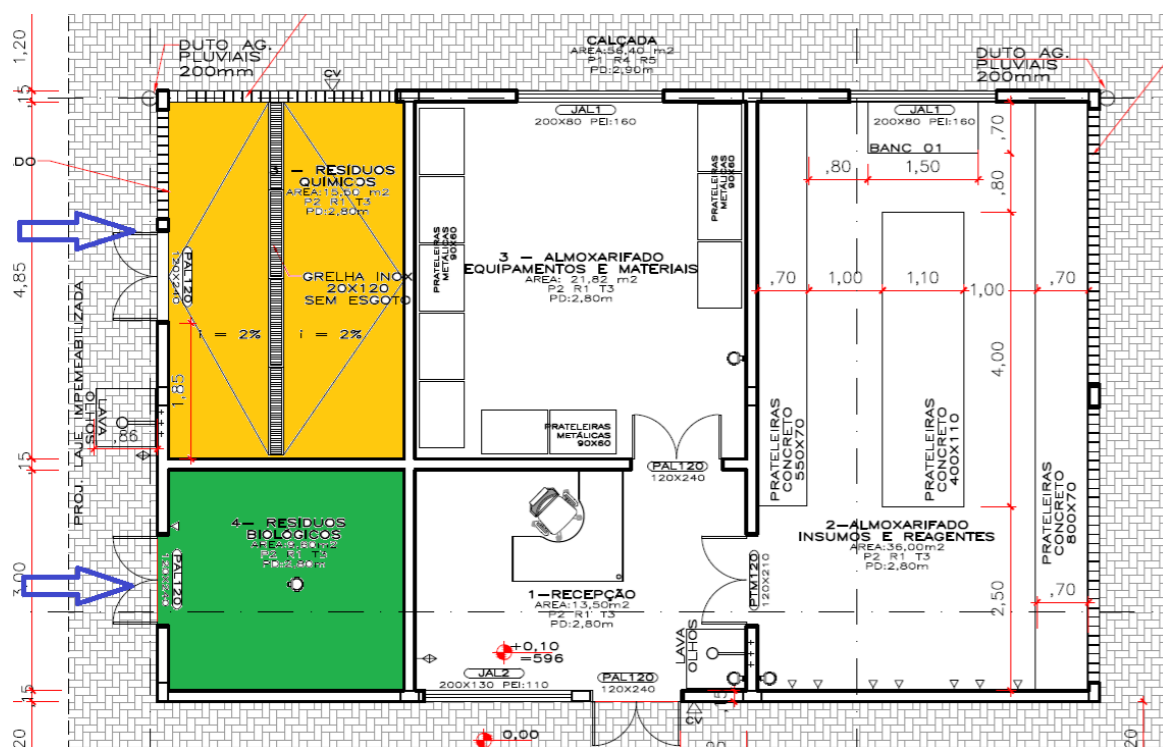 1,20
DUTO AG.
PLUVIAIS
200mm
CV
CALÇADA
AREA:56,40 m2
P1 R4 R5
PD:2,90m
DUTO AG.
PLUVIAIS
200mm
,15
JAL1
200X80 PEI:160
JAL1
200X80 PEI:160
BANC 01
,70
,80
1,50
,80
- RESÍDUOS
QUÍMICOS
AREA:15,60 m2
P2 R1 T3
PD:2,80m
PRATELEIRAS
METÁLICAS
90X60
PRATELEIRAS
METÁLICAS
90X60
PAL120
120X240
GRELHA INOX
20X120
SEM ESGOTO
i = 2%
i = 2%
3 - ALMOXARIFADO
EQUIPAMENTOS E MATERIAIS
AREA: 21,82 m2
P2 R1 T3
PD:2,80m
,70
1,00
1,10
1,00
,70
4,85
4,00
PROJ. LAJE IMPEMEABILIZADA
1,85
LAVA
OLHOS
,86
PRATELEIRAS
METÁLICAS
90X60
PRATELEIRAS
CONCRETO
550X70
PRATELEIRAS
CONCRETO
400X110
PRATELEIRAS
CONCRETO
800X70
PAL120
120X240
15
4- RESÍDUOS
BIOLÓGICOS
P2 R1 T3
PAL120
3,00
1-RECEPÇÃO
AREA:13,50m2
P2 R1 T3
PD:2,80m
PTM120
120X210
2-ALMOXARIFADO
INSUMOS E REAGENTES
AREA:36,00m2
P2 R1 T3
PD:2,80m
2,50
,70
+0,10
=596
LAVA
OLHOS
JAL2
200X130 PEI:110
PAL120
120X240
15
CV
0,00